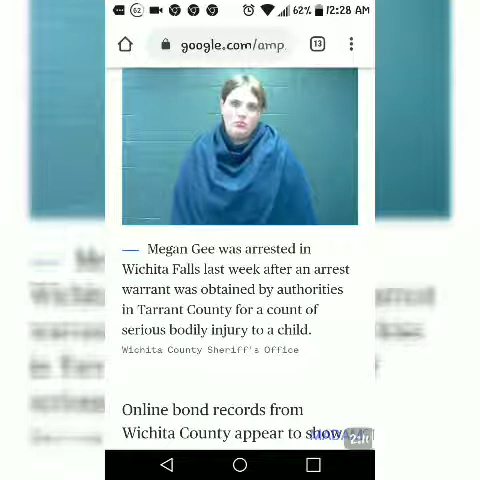 62 62% 12:28 AM
google.com/amp. 13
— Megan Gee was arrested in
Wichita Falls last week after an arrest
warrant was obtained by authorities
in Tarrant County for a count of
serious bodily injury to a child.
Wichita County Sheriff's Office
Online bond records from
Wichita County appear to show